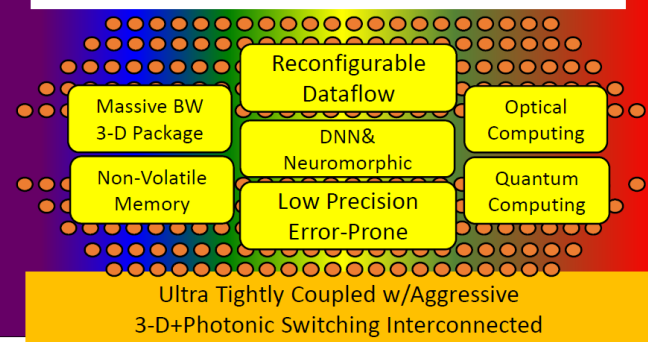 Reconfigurable
Dataflow
Massive BW
3-D Package
Optical
Computing
DNN&
Neuromorphic
Non-Volatile
Memory
Quantum
Computing
Low Precision
Error-Prone
Ultra Tightly Coupled w/Aggressive
3-D+Photonic Switching Interconnected